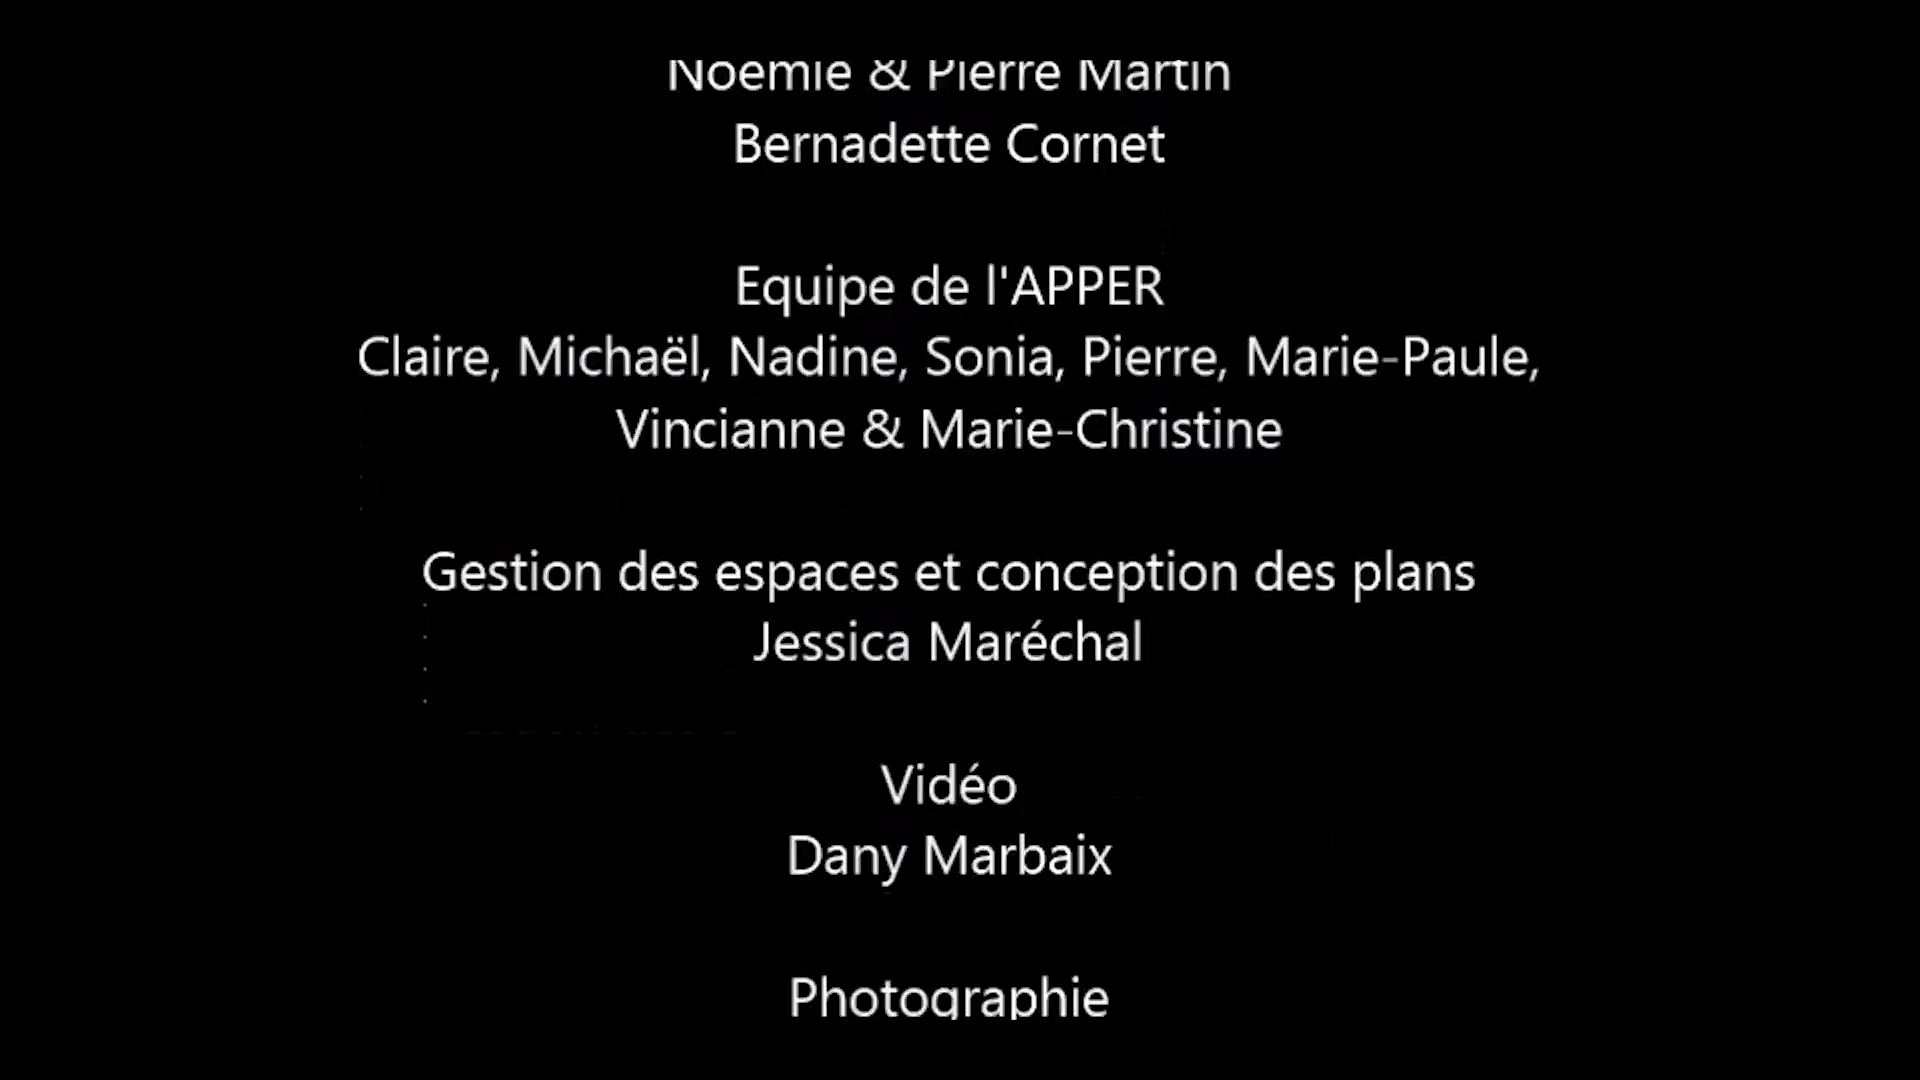 Noémie & Pierre Martin
Bernadette Cornet
Equipe de l'APPER
Claire, Michaël, Nadine, Sonia, Pierre, Marie-Paule,
Vincianne & Marie-Christine
Gestion des espaces et conception des plans
Jessica Maréchal
Vidéo
Dany Marbaix
Photographie